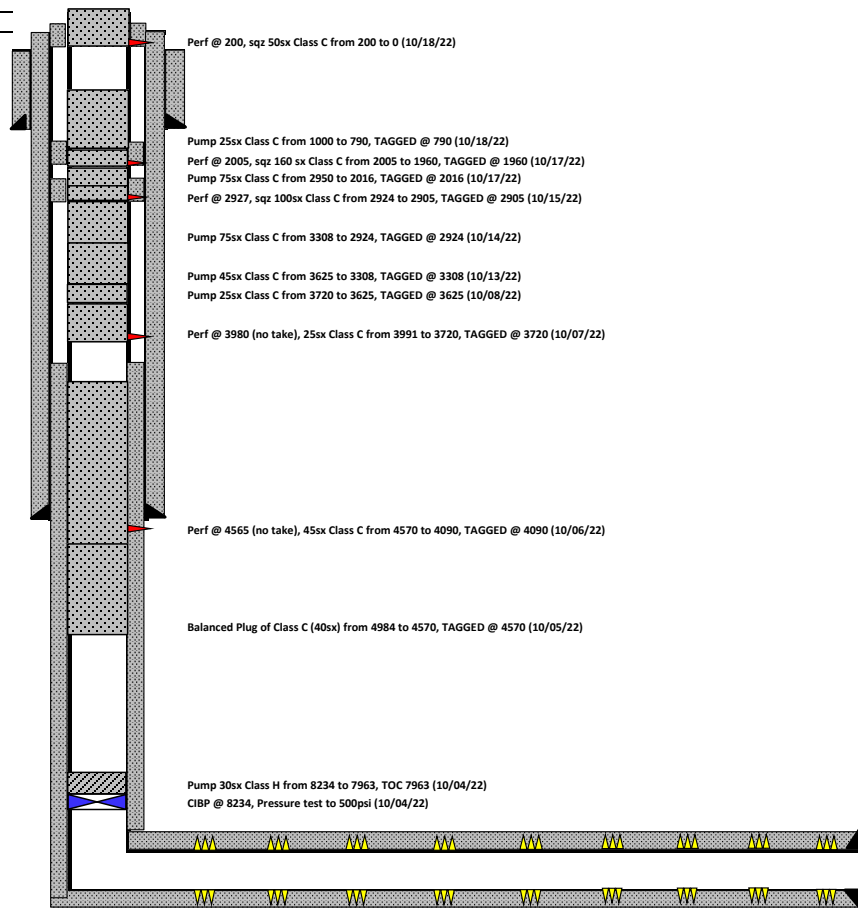 Perf @ 200, sqz 50sx Class C from 200 to 0 (10/18/22)
Pump 25sx Class C from 1000 to 790, TAGGED @ 790 (10/18/22)
Perf @ 2005, sqz 160 sx Class C from 2005 to 1960, TAGGED @ 1960 (10/17/22)
Pump 75sx Class C from 2950 to 2016, TAGGED @ 2016 (10/17/22)
Perf @ 2927, sqz 100sx Class C from 2924 to 2905, TAGGED @ 2905 (10/15/22)
Pump 75sx Class C from 3308 to 2924, TAGGED @ 2924 (10/14/22)
Pump 45sx Class C from 3625 to 3308, TAGGED @ 3308 (10/13/22)
Pump 25sx Class C from 3720 to 3625, TAGGED @ 3625 (10/08/22)
Perf @ 3980 (no take), 25sx Class C from 3991 to 3720, TAGGED @ 3720 (10/07/22)
Perf @ 4565 (no take), 45sx Class C from 4570 to 4090, TAGGED @ 4090 (10/06/22)
Balanced Plug of Class C (40sx) from 4984 to 4570, TAGGED @ 4570 (10/05/22)
Pump 30sx Class H from 8234 to 7963, TOC 7963 (10/04/22)
CIBP @ 8234, Pressure test to 500psi (10/04/22)